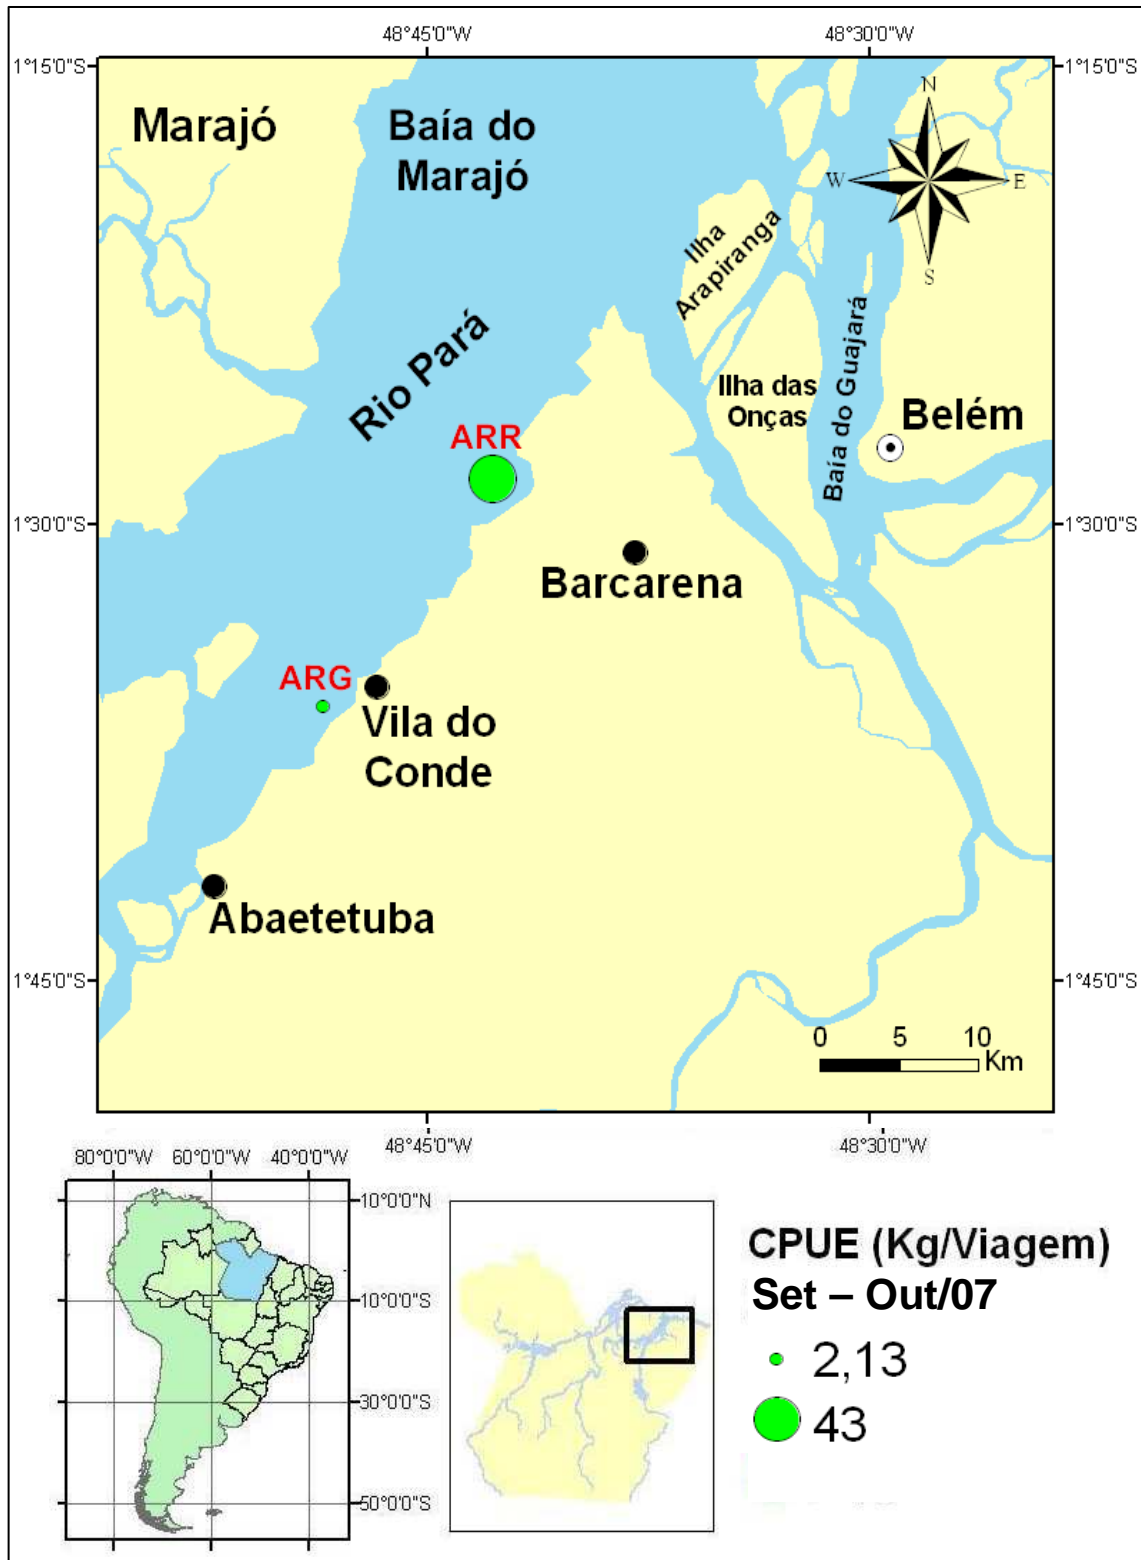 48°45'0"W 48°30'0"W
1°15'0"S 1°15'0"S
Marajó
Baía do
Marajó
N
W E
S
Ilha
Arapiranga
Rio Pará
Baía do Guajará
Ilha das
Onças
Belém
ARR
1°30'0"S 1°30'0"S
Barcarena
ARG
Vila do
Conde
Abaetetuba
1°45'0"S 1°45'0"S
0 5 10
Km
48°45'0"W 48°30'0"W
80°0'0"W 60°0'0"W 40°0'0"W
10°0'0"N
10°0'0"S
30°0'0"S
50°0'0"S
CPUE (Kg/Viagem)
Set – Out/07
2,13
43